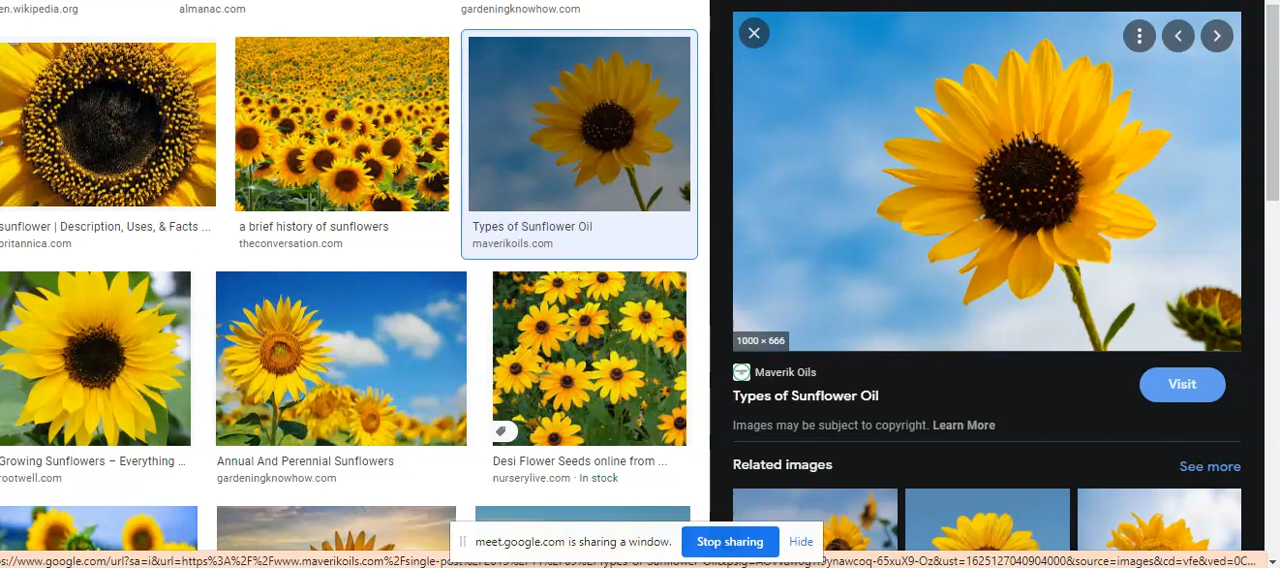 en.wikipedia.org
almanac.com
gardeningknowhow.com
sunflower | Description, Uses, & Facts ...
britannica.com
a brief history of sunflowers
theconversation.com
Types of Sunflower Oil
maverikoils.com
Growing Sunflowers – Everything ...
rootwell.com
Annual And Perennial Sunflowers
gardeningknowhow.com
Desi Flower Seeds online from ...
nurserylive.com · In stock
1000 × 666
Maverik Oils
Types of Sunflower Oil
Visit
Images may be subject to copyright. Learn More
Related images
See more
meet.google.com is sharing a window.
Stop sharing
Hide